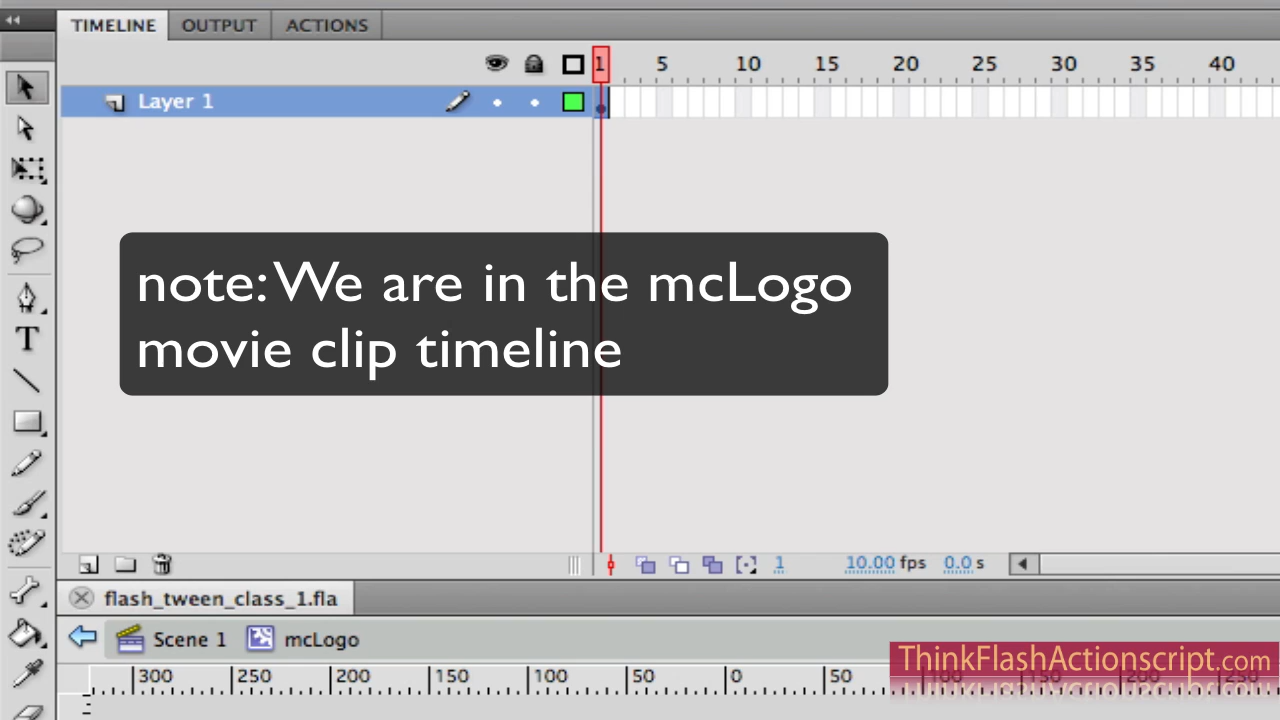 TIMELINE OUTPUT ACTIONS
1 5 10 15 20 25 30 35 40
Layer 1
note: We are in the mcLogo
movie clip timeline
T
1 10.00 fps 0.0 s
flash_tween_class_1.fla
Scene 1 mcLogo
ThinkFlashActionscript.com
300 250 200 150 100 50 0 50 100 150 200 250